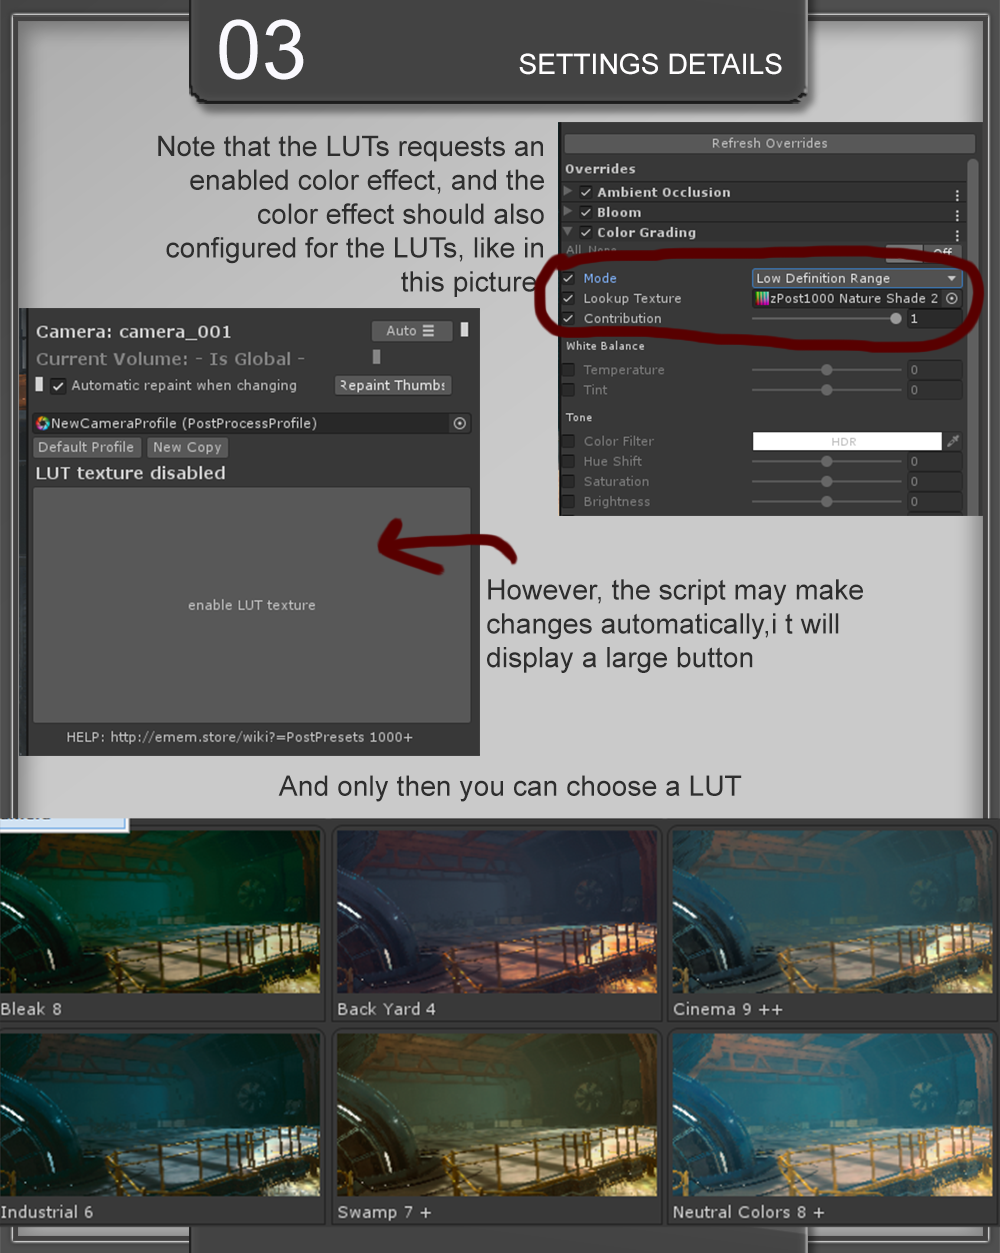 03
SETTINGS DETAILS
Note that the LUTs requests an
enabled color effect, and the
color effect should also
configured for the LUTs, like in
this picture
Refresh Overrides
Overrides
Ambient Occlusion
Bloom
Color Grading
All None
Off
Mode
Low Definition Range
Lookup Texture
zPost1000 Nature Shade 2
Contribution
1
White Balance
Temperature
0
Tint
0
Tone
Color Filter
HDR
Hue Shift
0
Saturation
0
Brightness
0
Camera: camera_001
Auto
Current Volume: - Is Global -
Automatic repaint when changing
Repaint Thumbs
NewCameraProfile (PostProcessProfile)
Default Profile
New Copy
LUT texture disabled
enable LUT texture
HELP: http://emem.store/wiki?=PostPresets 1000+
However, the script may make
changes automatically,i t will
display a large button
And only then you can choose a LUT
Bleak 8
Back Yard 4
Cinema 9 ++
Industrial 6
Swamp 7 +
Neutral Colors 8 +